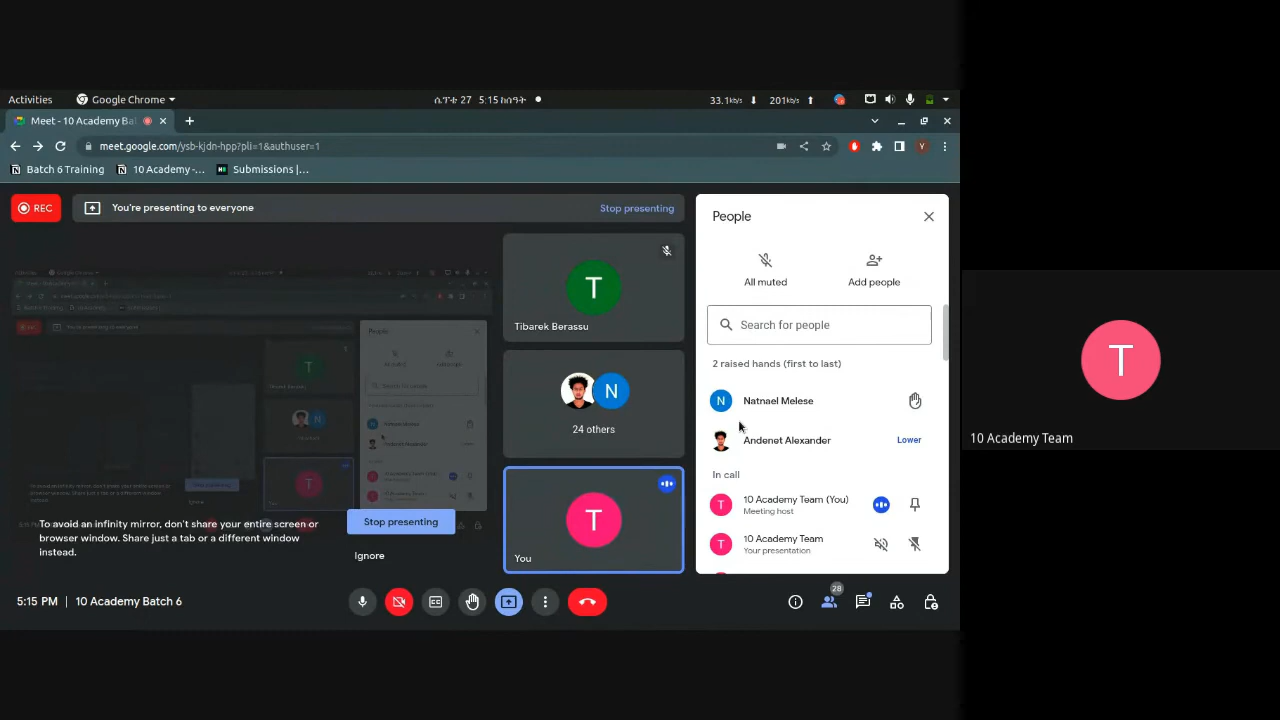 Activities
Google Chrome
ሴፕቴ 27 5:15 ከሰዓት
33.1kb/s
201kb/s
Meet - 10 Academy Ba
meet.google.com/ysb-kjdn-hpp?pli=1&authuser=1
Y
Batch 6 Training
10 Academy -...
Submissions |...
REC
You're presenting to everyone
Stop presenting
T
Tibarek Berassu
N
24 others
T
You
To avoid an infinity mirror, don't share your entire screen or
browser window. Share just a tab or a different window
instead.
Stop presenting
Ignore
People
All muted
Add people
Search for people
2 raised hands (first to last)
N
Natnael Melese
Andenet Alexander
Lower
In call
T
10 Academy Team (You)
Meeting host
T
10 Academy Team
Your presentation
5:15 PM | 10 Academy Batch 6
28
T
10 Academy Team